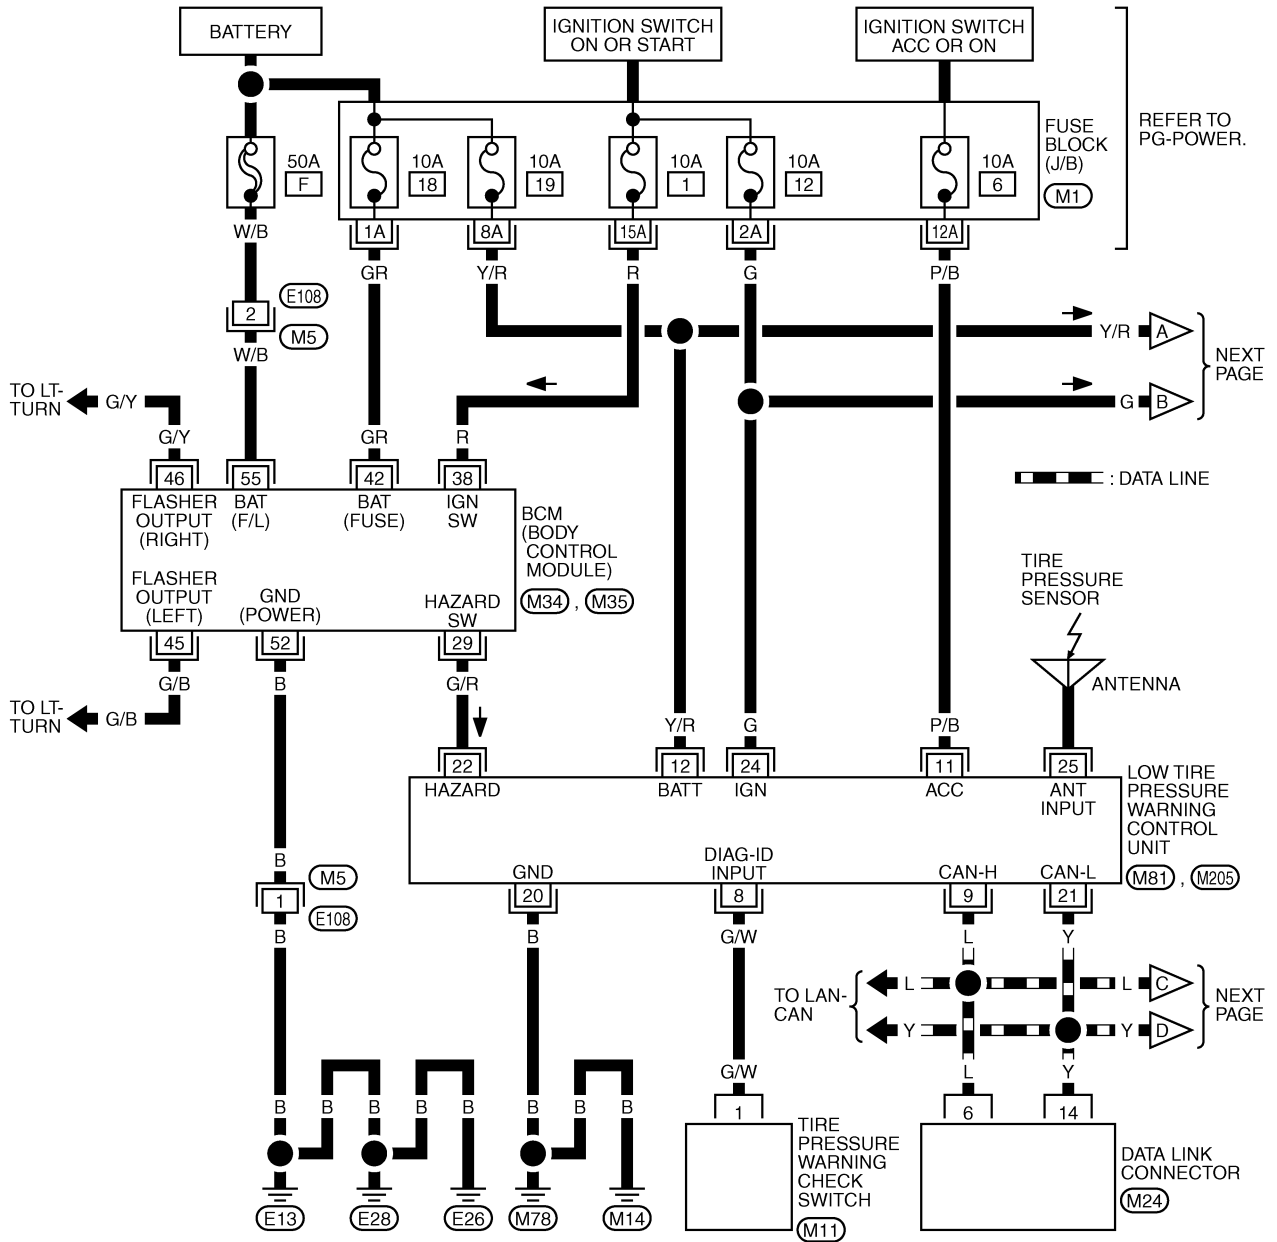 BATTERY
IGNITION SWITCH
ON OR START
IGNITION SWITCH
ACC OR ON
REFER TO
PG-POWER.
FUSE
BLOCK
(J/B)
M1
50A
F
10A
18
10A
19
10A
1
10A
12
10A
6
W/B
1A
8A
15A
2A
12A
GR
Y/R
R
G
P/B
E108
2
M5
W/B
Y/R
A
NEXT
PAGE
G
B
TO LT-
TURN
G/Y
G/Y
GR
R
46
55
42
38
: DATA LINE
FLASHER
OUTPUT
(RIGHT)
BAT
(F/L)
BAT
(FUSE)
IGN
SW
BCM
(BODY
CONTROL
MODULE)
M34 , M35
FLASHER
OUTPUT
(LEFT)
GND
(POWER)
HAZARD
SW
45
52
29
TIRE
PRESSURE
SENSOR
ANTENNA
G/B
B
G/R
TO LT-
TURN
G/B
Y/R
G
P/B
22
12
24
11
25
HAZARD
BATT
IGN
ACC
ANT
INPUT
LOW TIRE
PRESSURE
WARNING
CONTROL
UNIT
M81 , M205
GND
DIAG-ID
INPUT
CAN-H
CAN-L
20
8
9
21
B
M5
1
E108
B
B
G/W
L
Y
TO LAN-
CAN
L
L
C
Y
Y
D
NEXT
PAGE
G/W
L
Y
B
B
B
B
B
B
B
B
1
6
14
TIRE
PRESSURE
WARNING
CHECK
SWITCH
M11
DATA LINK
CONNECTOR
M24
E13
E28
E26
M78
M14